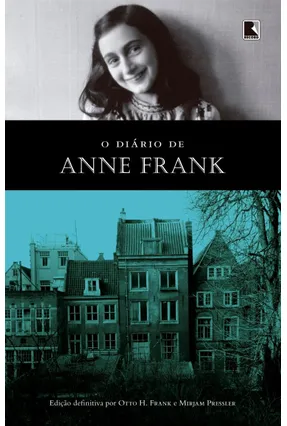 O DIÁRIO DE
ANNE FRANK
Edição definitiva por OTTO H. FRANK e MIRJAM PRESSLER